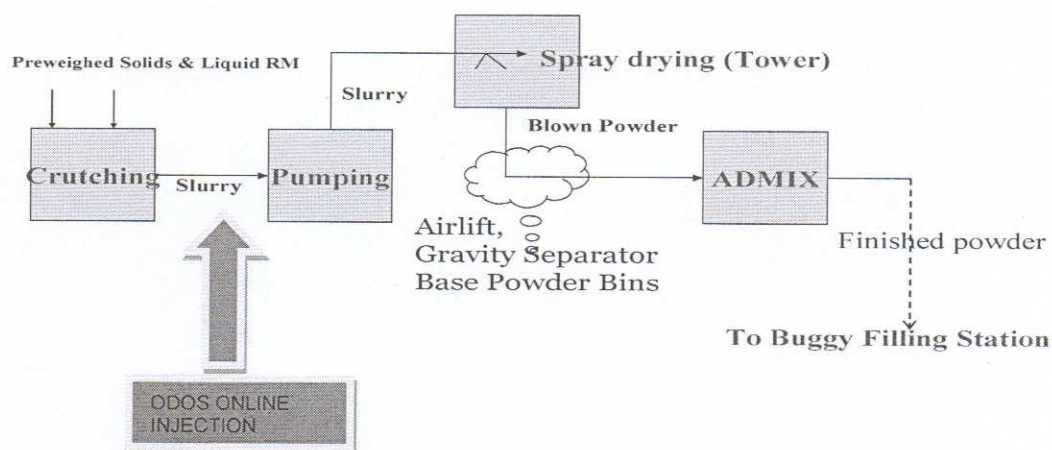 Preweighed Solids & Liquid RM
Crutching
Slurry
Pumping
Slurry
Spray drying (Tower)
Blown Powder
Airlift,
Gravity Separator
Base Powder Bins
ADMIX
Finished powder
To Buggy Filling Station
ODOS ONLINE
INJECTION